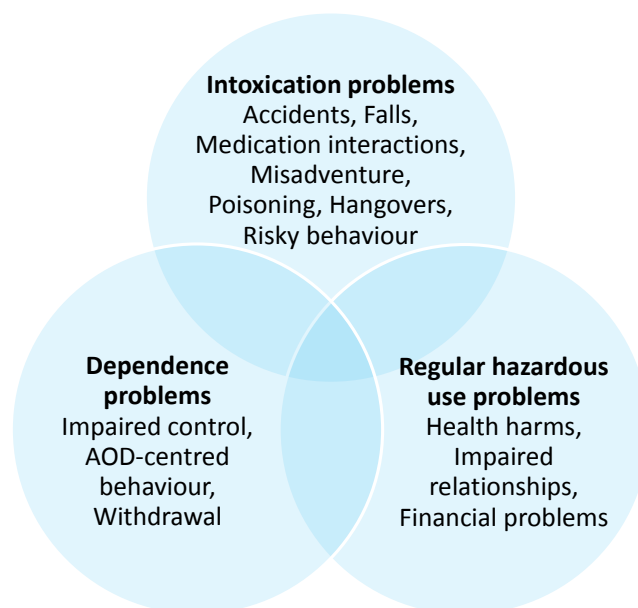 Intoxication problems
Accidents, Falls,
Medication interactions,
Misadventure,
Poisoning, Hangovers,
Risky behaviour
Dependence
problems
Impaired control,
AOD-centred
behaviour,
Withdrawal
Regular hazardous
use problems
Health harms,
Impaired
relationships,
Financial problems